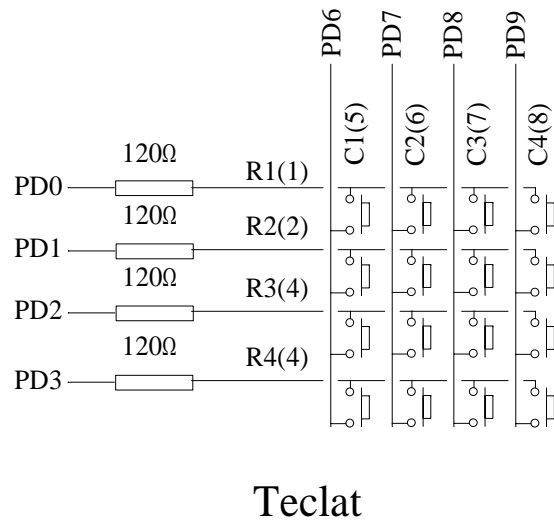 PD6
PD7
PD8
PD9
C1(5)
C2(6)
C3(7)
C4(8)
120Ω
PD0
R1(1)
120Ω
PD1
R2(2)
120Ω
PD2
R3(4)
120Ω
PD3
R4(4)
Teclat